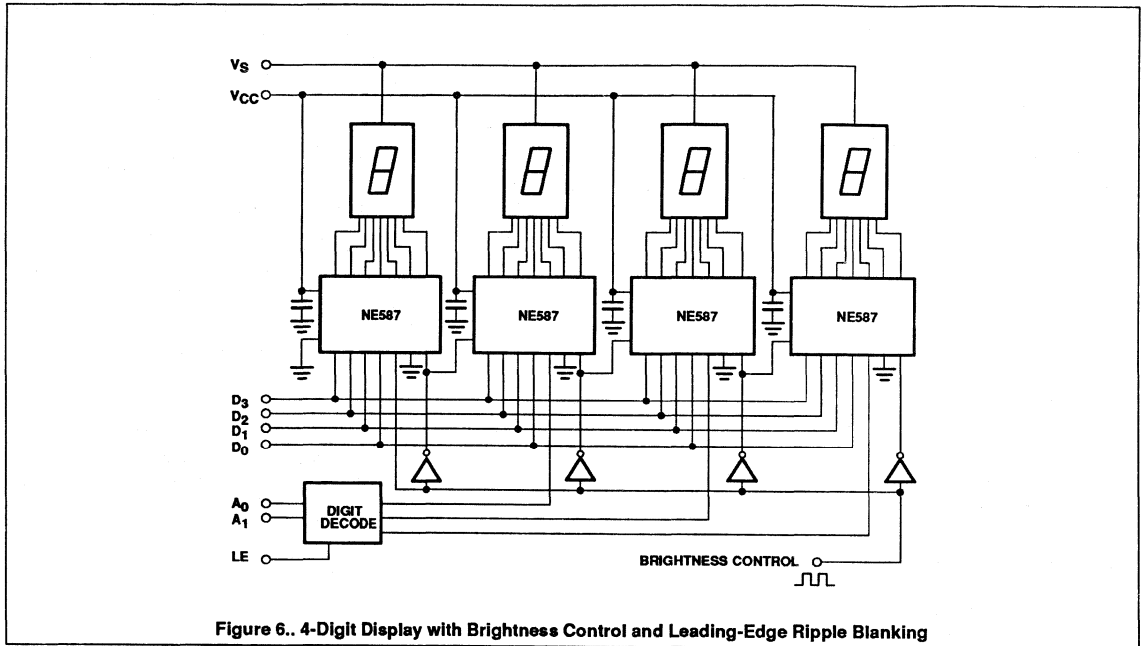 VS
VCC
NE587 NE587 NE587 NE587
D3
D2
D1
D0
A0
A1
DIGIT
DECODE
LE
BRIGHTNESS CONTROL
Figure 6.. 4-Digit Display with Brightness Control and Leading-Edge Ripple Blanking